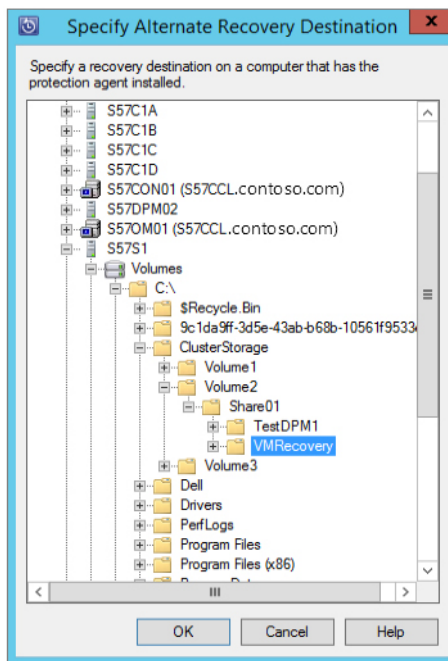 Specify Alternate Recovery Destination
Specify a recovery destination on a computer that has the
protection agent installed.
S57C1A
S57C1B
S57C1C
S57C1D
S57CON01 (S57CCL.contoso.com)
S57DPM02
S57OM01 (S57CCL.contoso.com)
S57S1
Volumes
C:\
$Recycle.Bin
9c1da9ff-3d5e-43ab-b68b-10561f9533
ClusterStorage
Volume1
Volume2
Share01
TestDPM1
VMRecovery
Volume3
Dell
Drivers
PerfLogs
Program Files
Program Files (x86)
OK
Cancel
Help